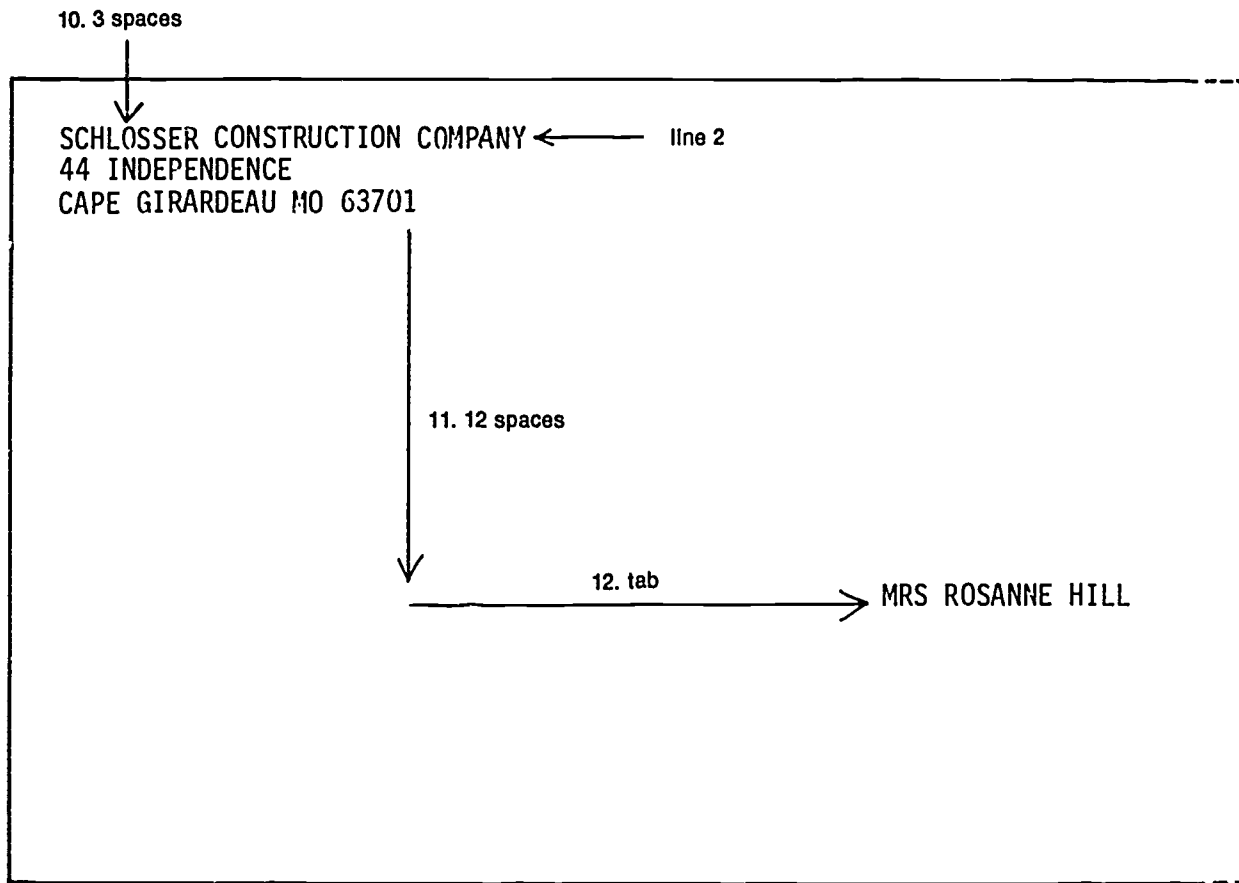 10. 3 spaces
SCHLOSSER CONSTRUCTION COMPANY line 2
44 INDEPENDENCE
CAPE GIRARDEAU MO 63701
11. 12 spaces
12. tab
MRS ROSANNE HILL